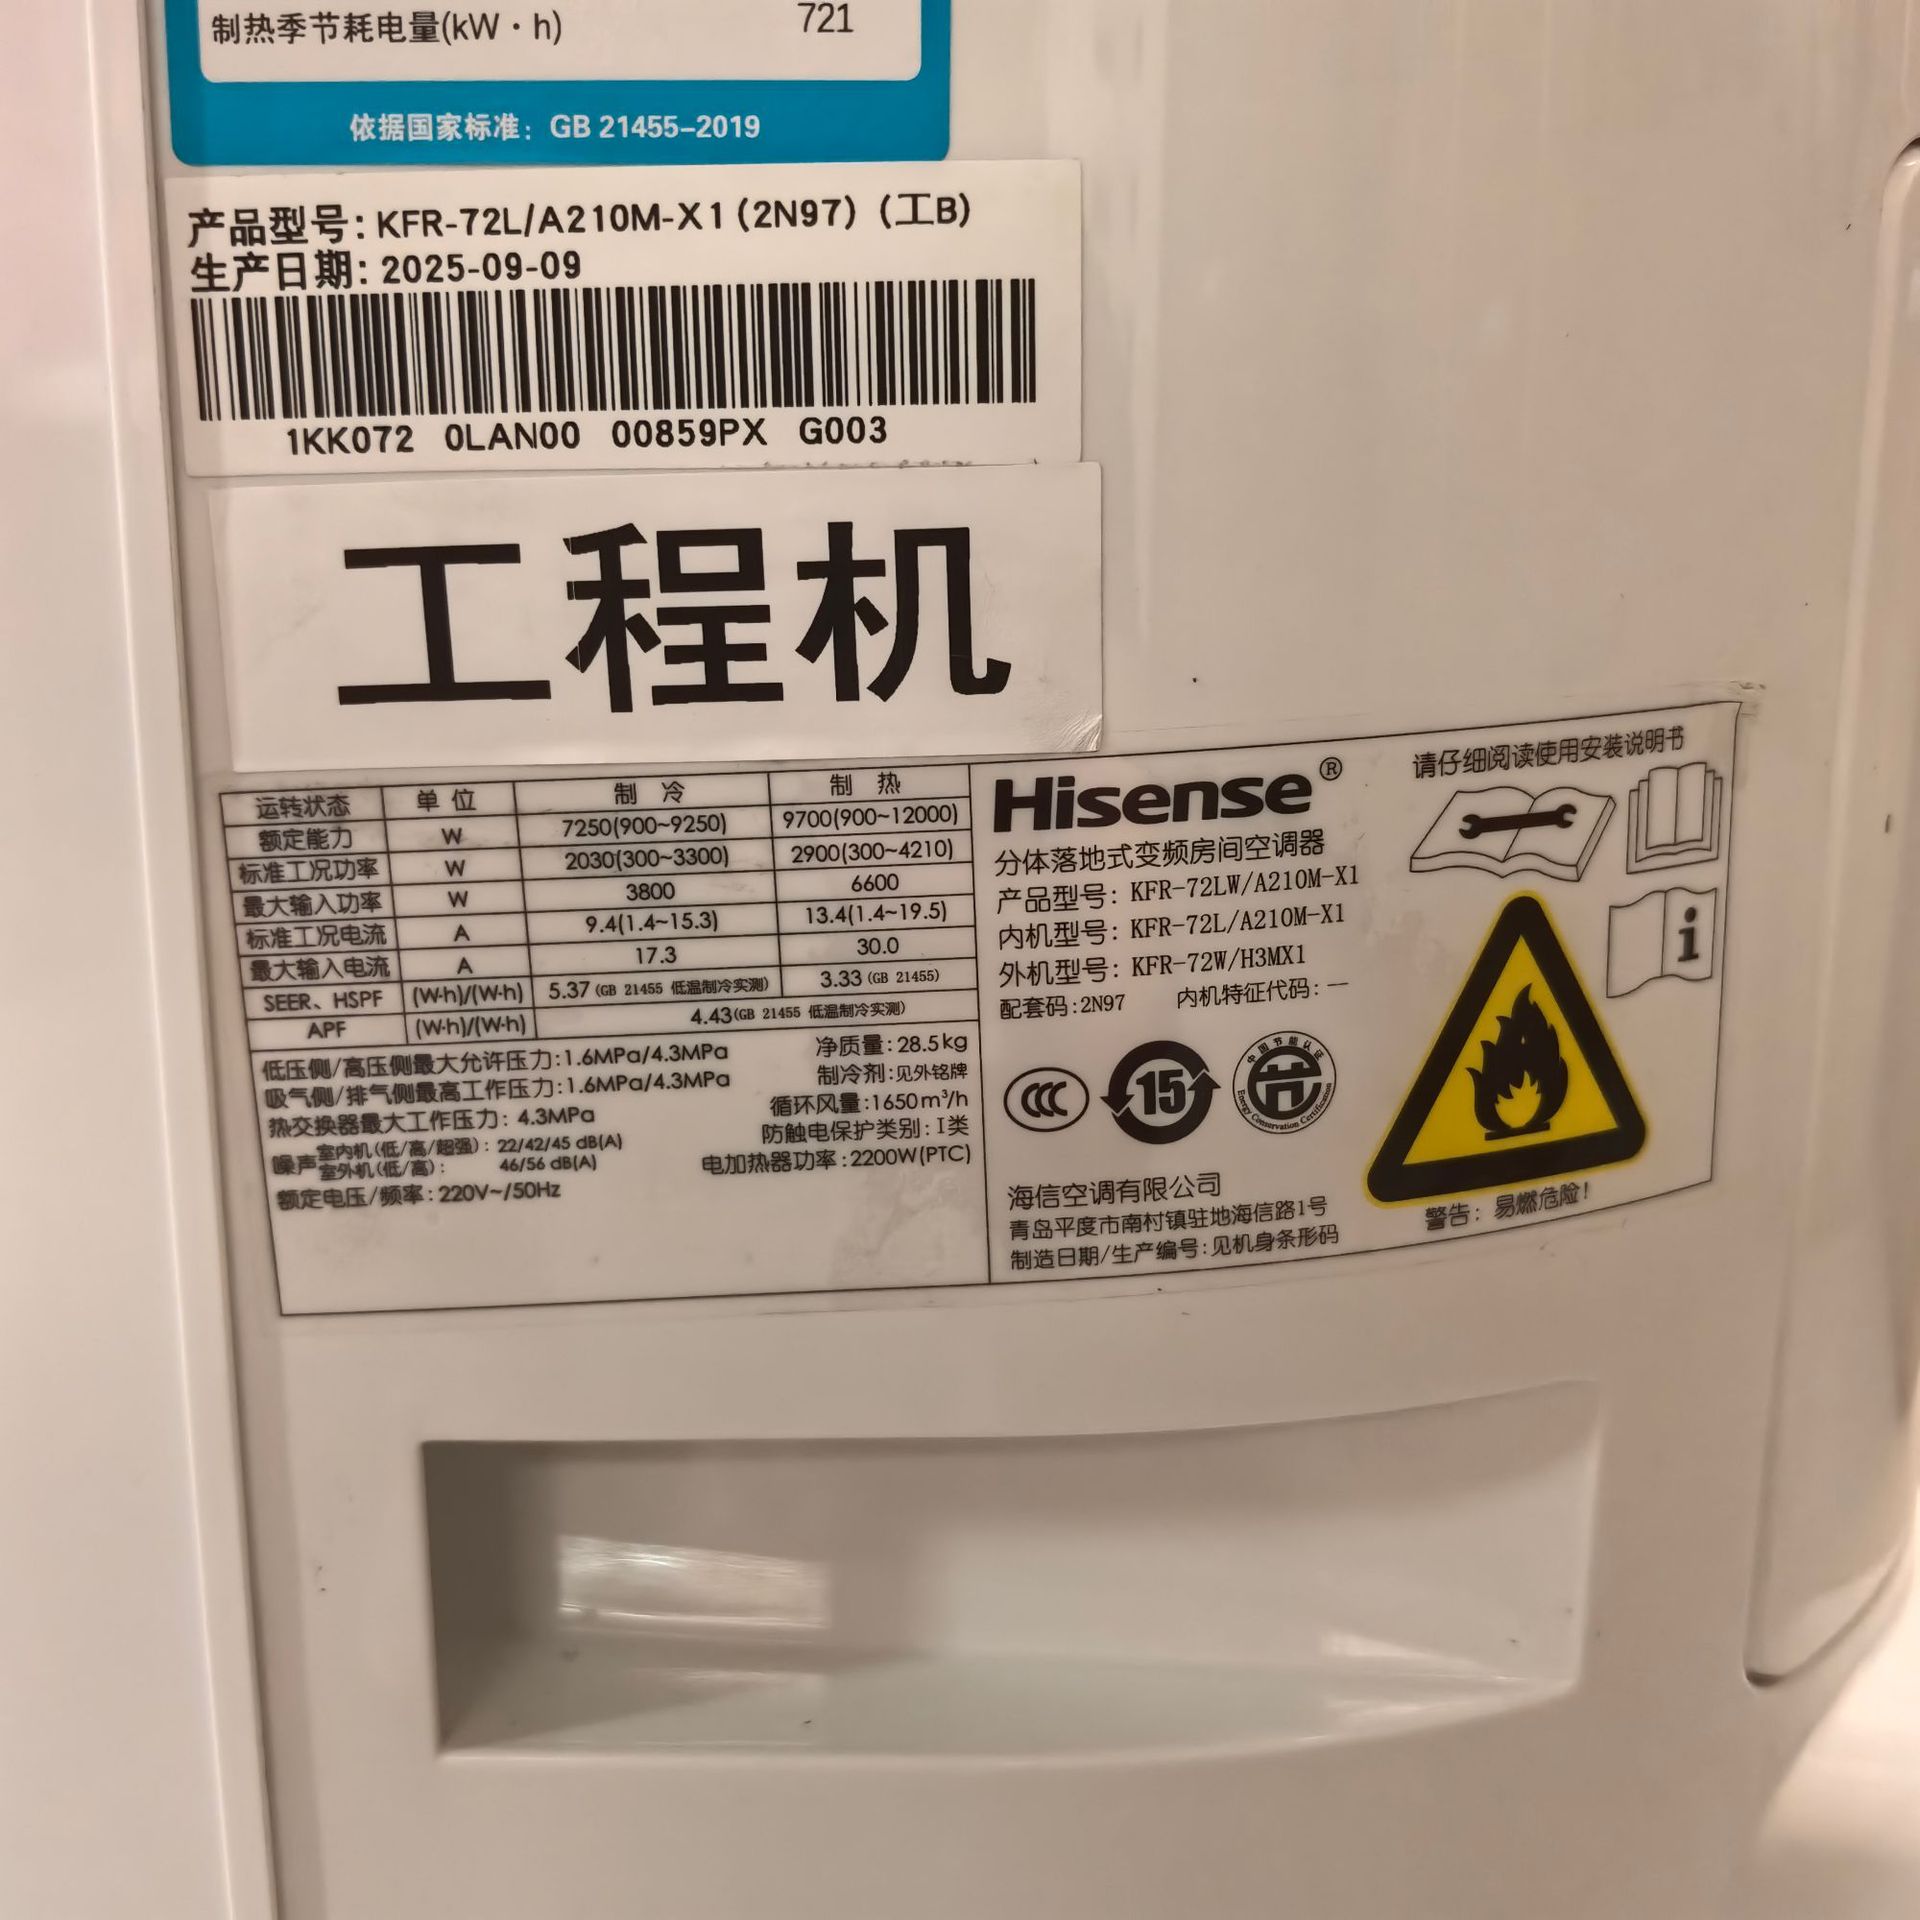 制热季节耗电量(kW·h) 721
依据国家标准：GB 21455-2019
产品型号: KFR-72L/A210M-X1(2N97)(工B)
生产日期: 2025-09-09
1KK072 0LAN00 00859PX G003
工程机
运转状态 单位 制冷 制热
额定能力 W 7250(900~9250) 9700(900~12000)
标准工况功率 W 2030(300~3300) 2900(300~4210)
最大输入功率 W 3800 6600
标准工况电流 A 9.4(1.4~15.3) 13.4(1.4~19.5)
最大输入电流 A 17.3 30.0
SEER、HSPF (W·h)/(W·h) 5.37(GB 21455 低温制冷实测) 3.33(GB 21455)
APF (W·h)/(W·h) 4.43(GB 21455 低温制冷实测)
低压侧/高压侧最大允许压力:1.6MPa/4.3MPa
吸气侧/排气侧最高工作压力:1.6MPa/4.3MPa
热交换器最大工作压力: 4.3MPa
噪声 室内机(低/高/超强): 22/42/45 dB(A)
室外机(低/高): 46/56 dB(A)
额定电压/频率:220V~/50Hz
净质量:28.5kg
制冷剂:见外铭牌
循环风量:1650m³/h
防触电保护类别:I类
电加热器功率:2200W(PTC)
Hisense®
分体落地式变频房间空调器
产品型号: KFR-72LW/A210M-X1
内机型号: KFR-72L/A210M-X1
外机型号: KFR-72W/H3MX1
配套码:2N97 内机特征代码:--
请仔细阅读使用安装说明书
i
CCC
15
中国节能认证
节
Energy Conservation Certification
海信空调有限公司
青岛平度市南村镇驻地海信路1号
制造日期/生产编号:见机身条形码
警告: 易燃危险!